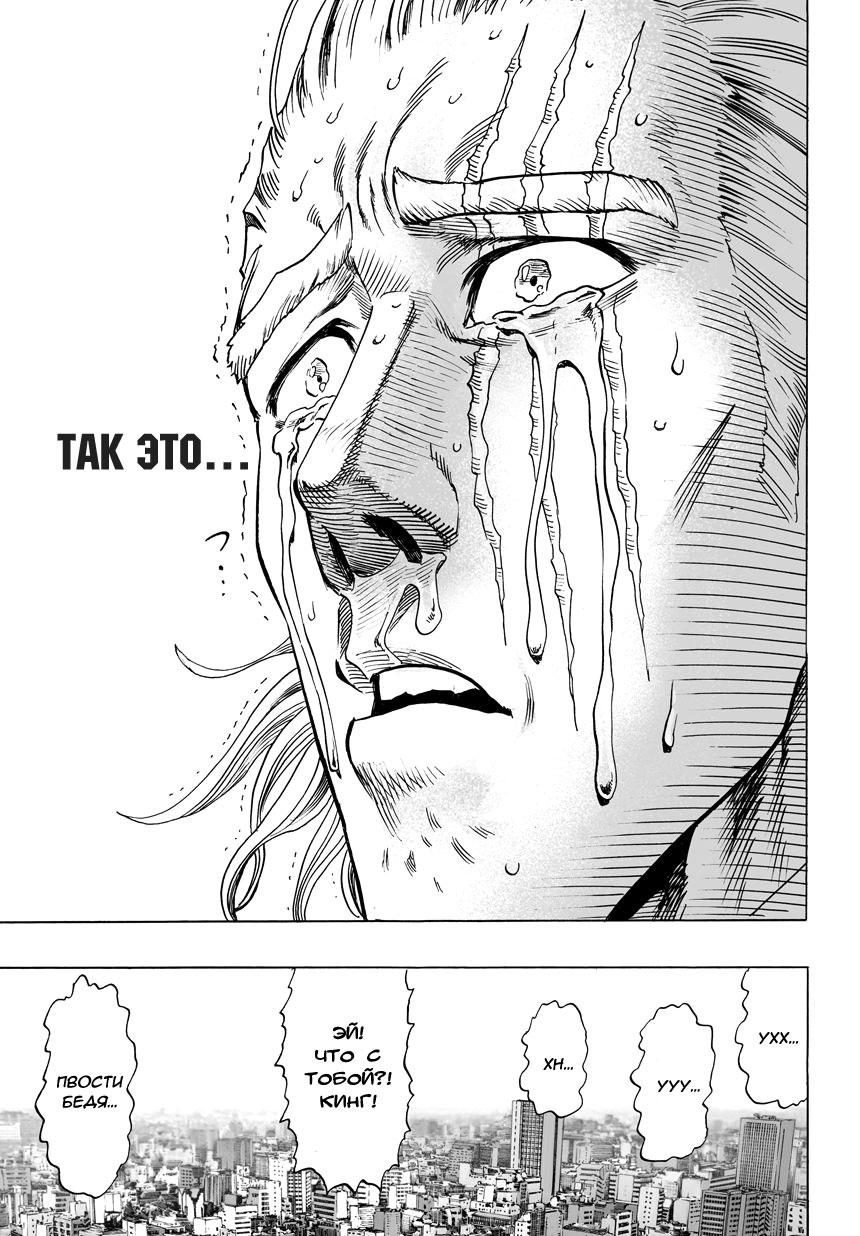 ТАК ЭТО...
УХХ...
УУУ...
ХН...
ЭЙ!
ЧТО С
ТОБОЙ?!
КИНГ!
ПВОСТИ
БЕДЯ...